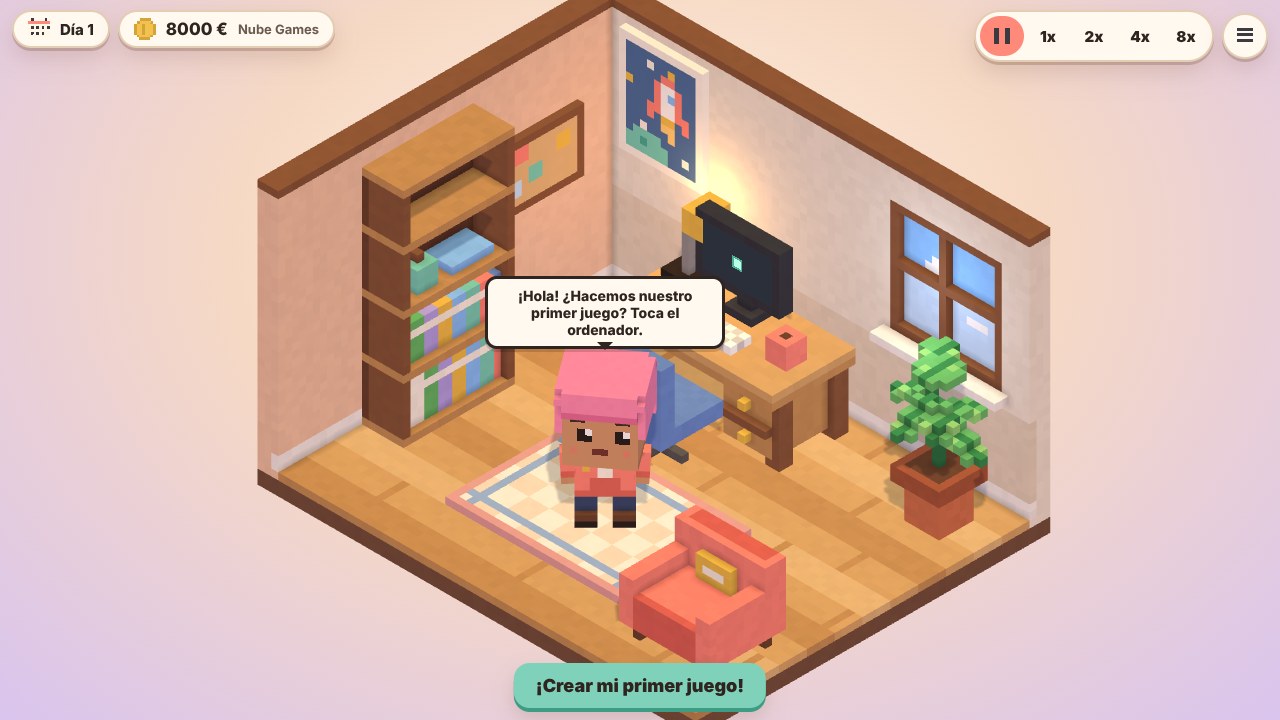 Día 1
8000 € Nube Games
1x 2x 4x 8x
¡Hola! ¿Hacemos nuestro
primer juego? Toca el
ordenador.
¡Crear mi primer juego!